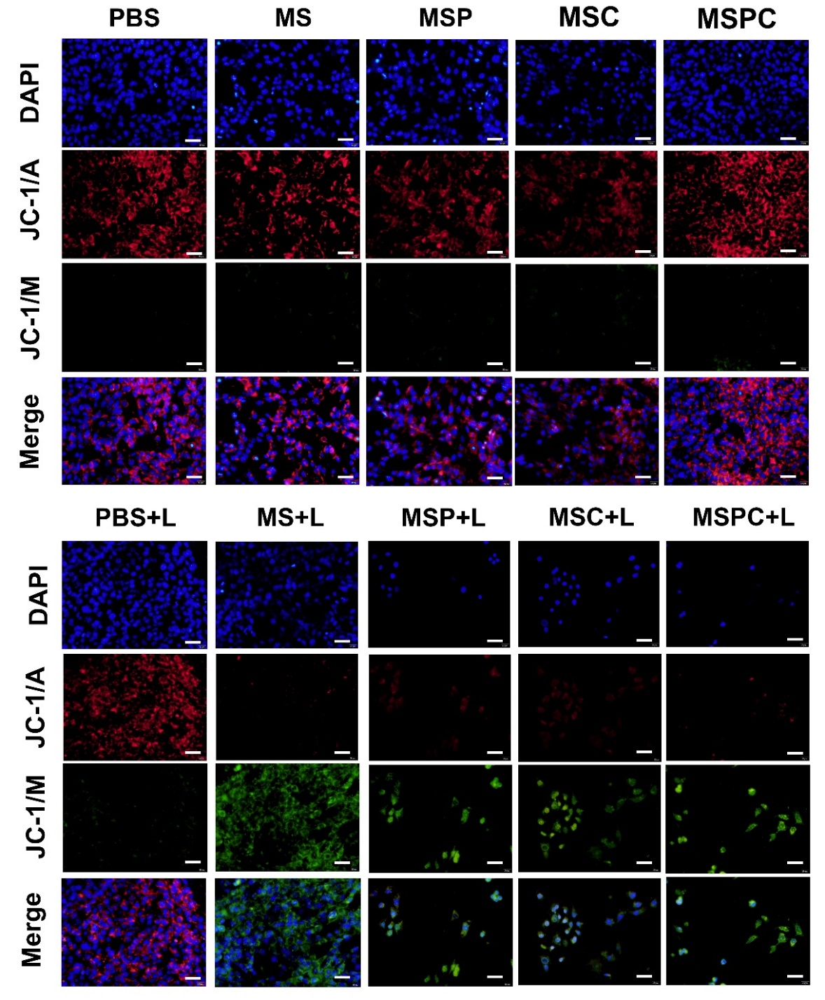 PBS MS MSP MSC MSPC
DAPI
JC-1/A
JC-1/M
Merge
PBS+L MS+L MSP+L MSC+L MSPC+L
DAPI
JC-1/A
JC-1/M
Merge